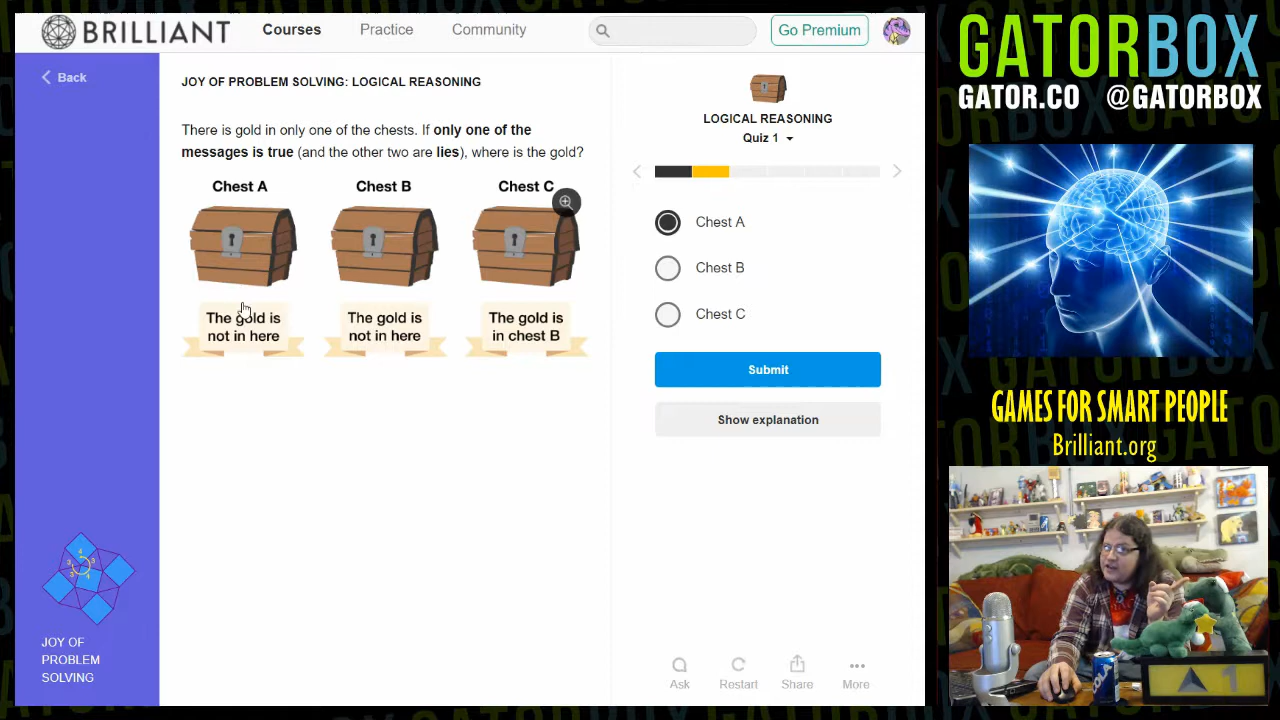 BRILLIANT
Courses
Practice
Community
Go Premium
Back
JOY OF PROBLEM SOLVING: LOGICAL REASONING
There is gold in only one of the chests. If only one of the
messages is true (and the other two are lies), where is the gold?
Chest A
Chest B
Chest C
The gold is
not in here
The gold is
not in here
The gold is
in chest B
LOGICAL REASONING
Quiz 1
Chest A
Chest B
Chest C
Submit
Show explanation
Ask
Restart
Share
More
JOY OF
PROBLEM
SOLVING
GATORBOX
GATOR.CO @GATORBOX
GAMES FOR SMART PEOPLE
Brilliant.org
COLA
1